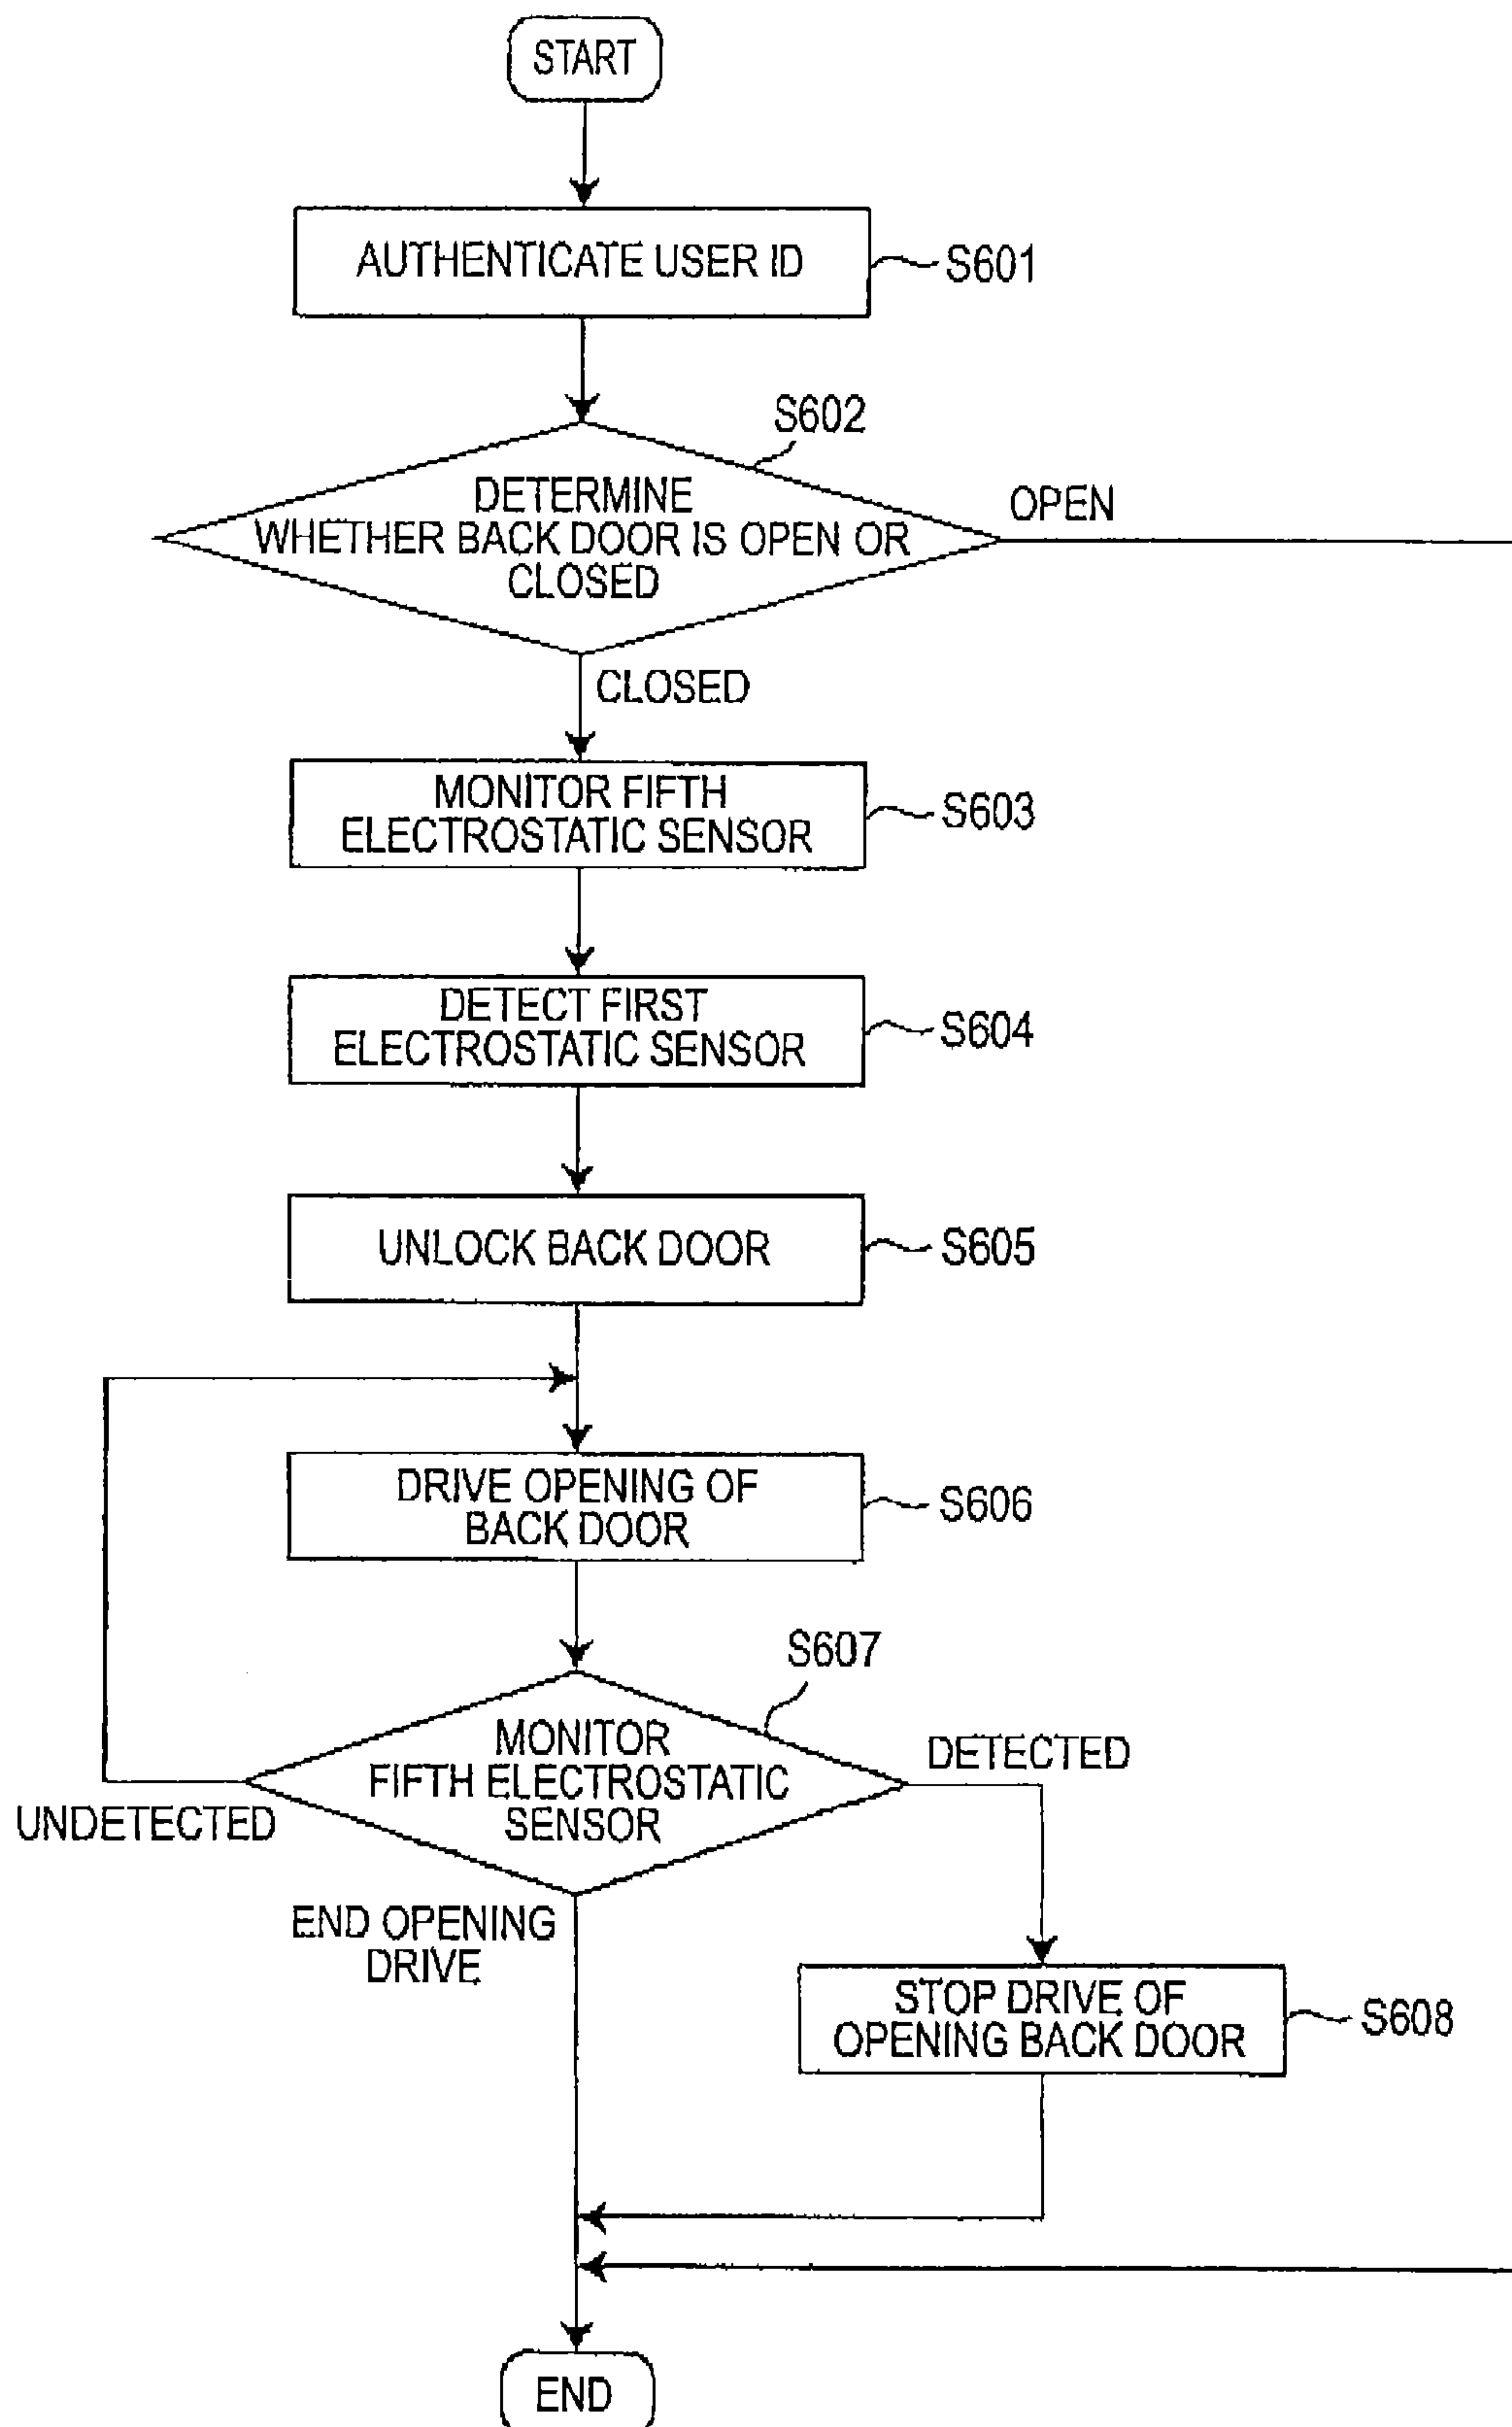 START
AUTHENTICATE USER ID
S601
S602
DETERMINE
WHETHER BACK DOOR IS OPEN OR
CLOSED
OPEN
CLOSED
MONITOR FIFTH
ELECTROSTATIC SENSOR
S603
DETECT FIRST
ELECTROSTATIC SENSOR
S604
UNLOCK BACK DOOR
S605
DRIVE OPENING OF
BACK DOOR
S606
S607
MONITOR
FIFTH ELECTROSTATIC
SENSOR
DETECTED
UNDETECTED
END OPENING
DRIVE
STOP DRIVE OF
OPENING BACK DOOR
S608
END